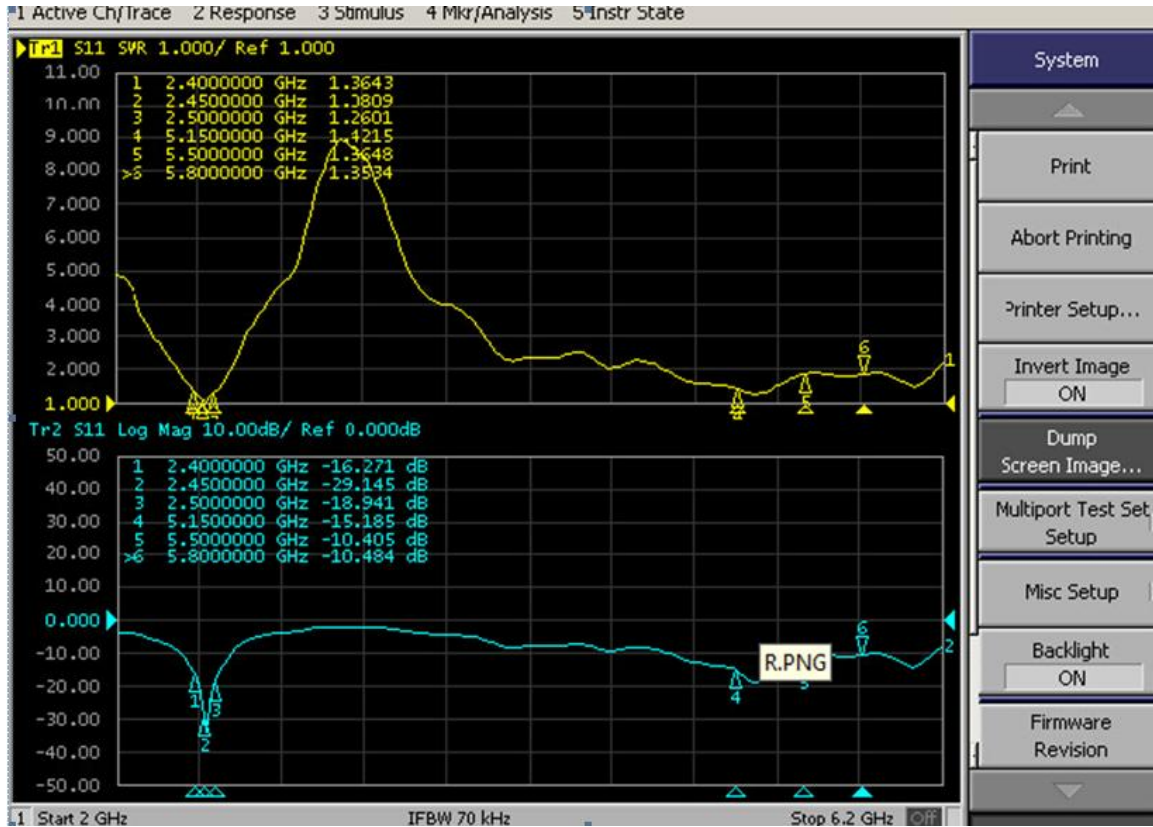 1 Active Ch/Trace 2 Response 3 Stimulus 4 Mkr/Analysis 5 Instr State
Tr1 S11 SWR 1.000/ Ref 1.000
11.00
10.00
9.000
8.000
7.000
6.000
5.000
4.000
3.000
2.000
1.000
1 2.4000000 GHz 1.3643
2 2.4500000 GHz 1.3809
3 2.5000000 GHz 1.2601
4 5.1500000 GHz 1.4215
5 5.5000000 GHz 1.3648
>6 5.8000000 GHz 1.3534
6
1
Tr2 S11 Log Mag 10.00dB/ Ref 0.000dB
50.00
40.00
30.00
20.00
10.00
0.000
-10.00
-20.00
-30.00
-40.00
-50.00
1 2.4000000 GHz -16.271 dB
2 2.4500000 GHz -29.145 dB
3 2.5000000 GHz -18.941 dB
4 5.1500000 GHz -15.185 dB
5 5.5000000 GHz -10.405 dB
>6 5.8000000 GHz -10.484 dB
1
2
3
4
6
2
R.PNG
1 Start 2 GHz IFBW 70 kHz Stop 6.2 GHz Off
System
Print
Abort Printing
Printer Setup...
Invert Image
ON
Dump
Screen Image...
Multiport Test Set
Setup
Misc Setup
Backlight
ON
Firmware
Revision